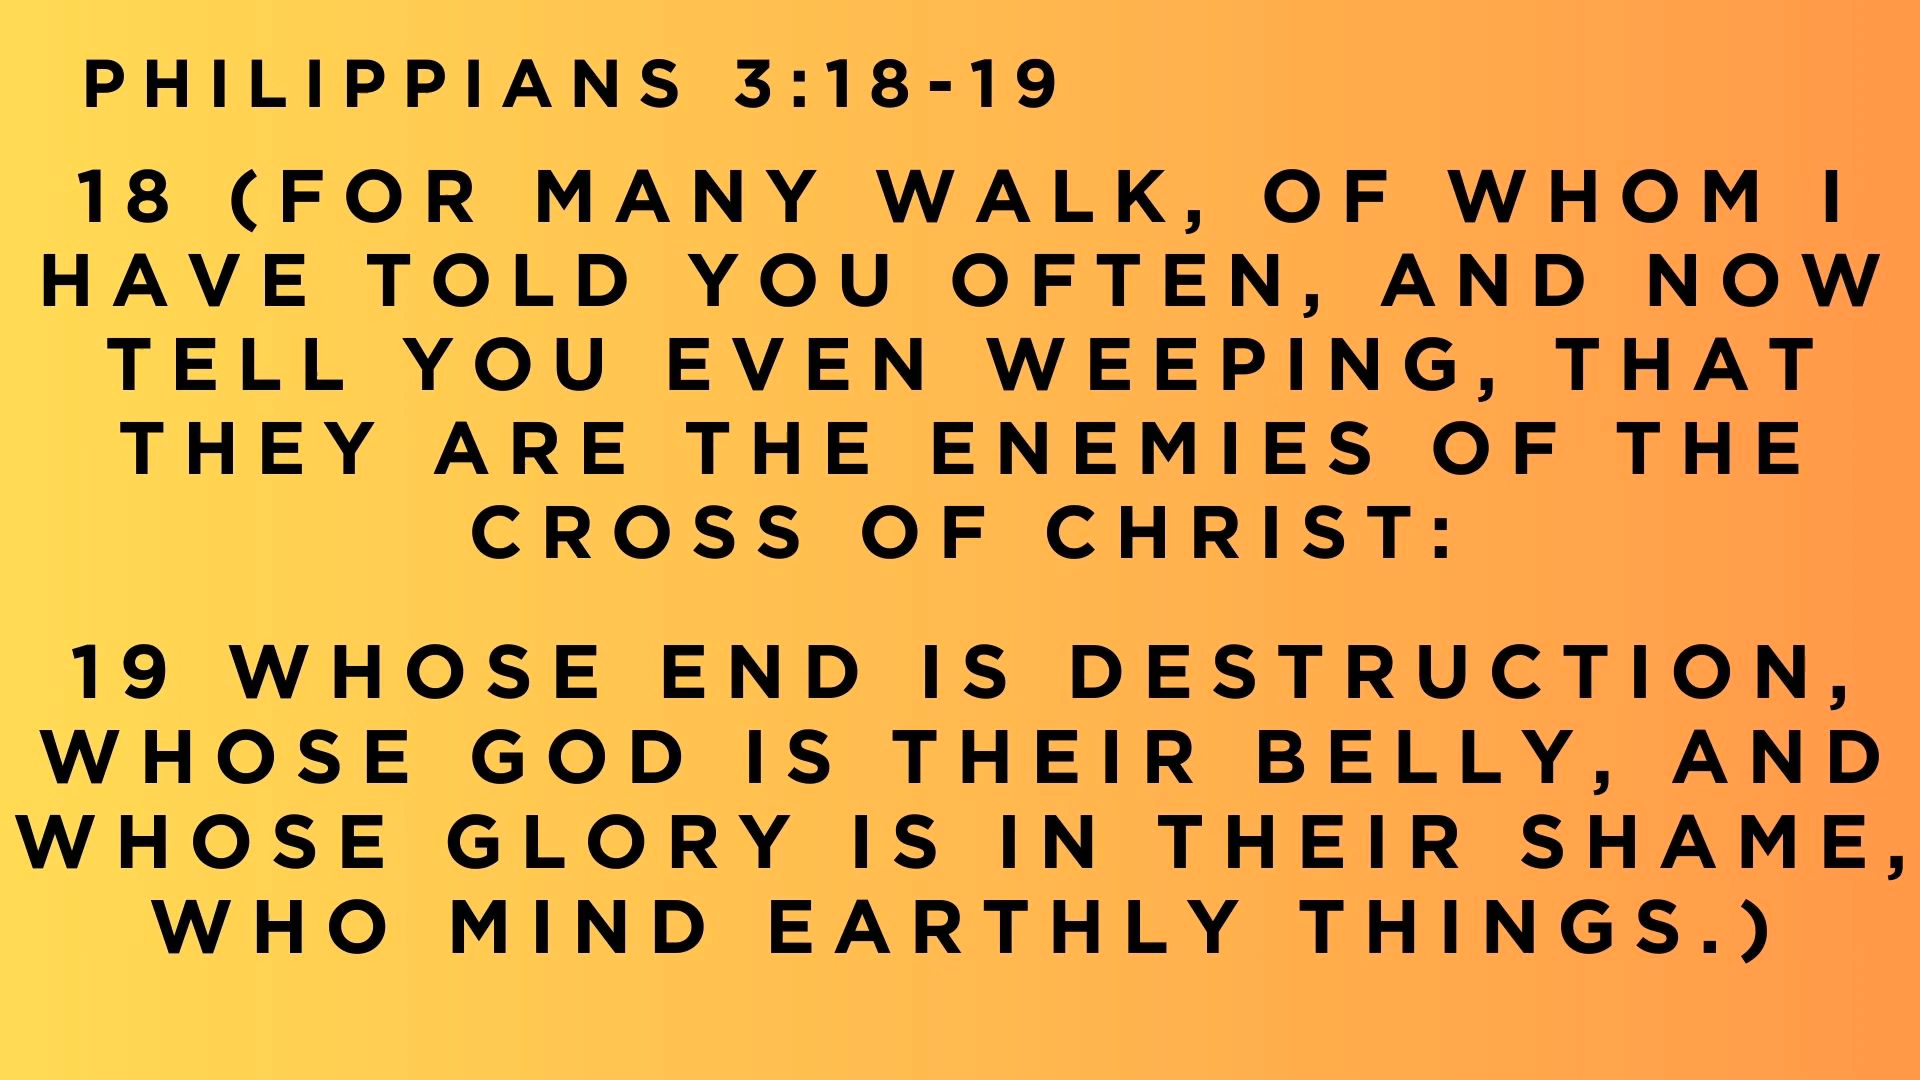 PHILIPPIANS 3:18-19
18 (FOR MANY WALK, OF WHOM I
HAVE TOLD YOU OFTEN, AND NOW
TELL YOU EVEN WEEPING, THAT
THEY ARE THE ENEMIES OF THE
CROSS OF CHRIST:
19 WHOSE END IS DESTRUCTION,
WHOSE GOD IS THEIR BELLY, AND
WHOSE GLORY IS IN THEIR SHAME,
WHO MIND EARTHLY THINGS.)